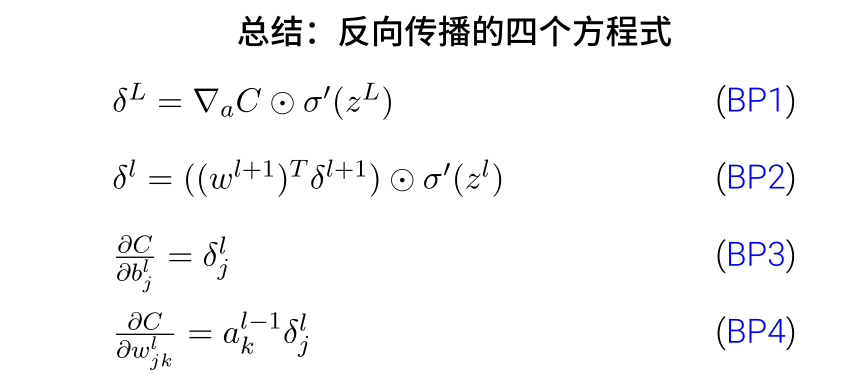 总结：反向传播的四个方程式
δ^L = ∇_a C ⊙ σ′(z^L) (BP1)
δ^l = ((w^{l+1})^T δ^{l+1}) ⊙ σ′(z^l) (BP2)
∂C/∂b^l_j = δ^l_j (BP3)
∂C/∂w^l_{jk} = a^{l−1}_k δ^l_j (BP4)